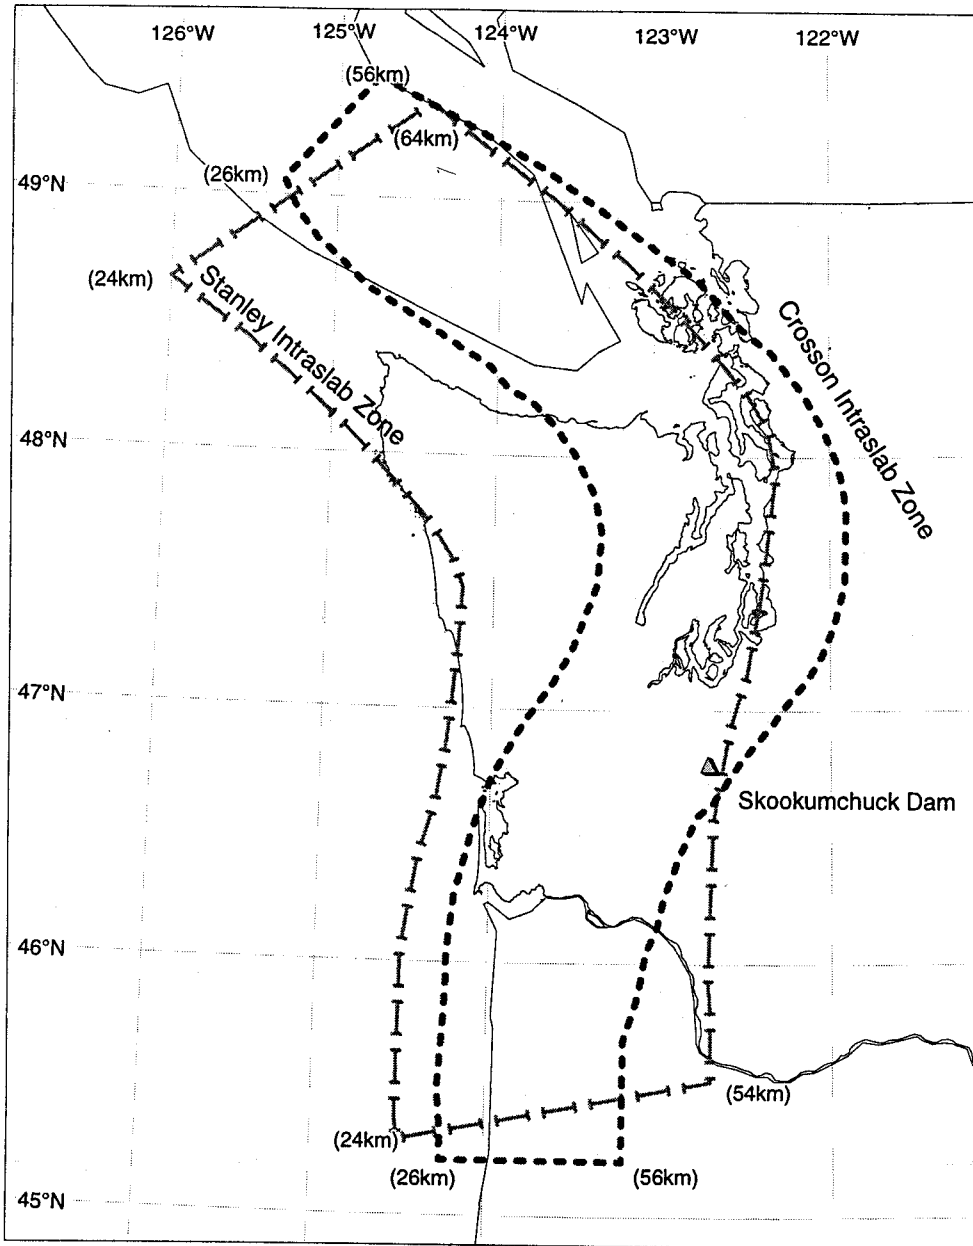 126°W 125°W 124°W 123°W 122°W
(56km)
(64km)
(26km)
49°N
(24km)
Stanley Intraslab Zone
Crosson Intraslab Zone
48°N
47°N
Skookumchuck Dam
46°N
(54km)
(24km)
(26km)
(56km)
45°N